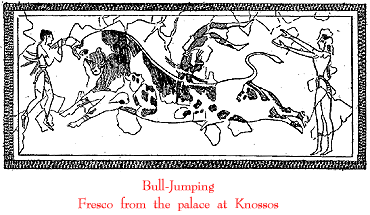 Bull-Jumping
Fresco from the palace at Knossos